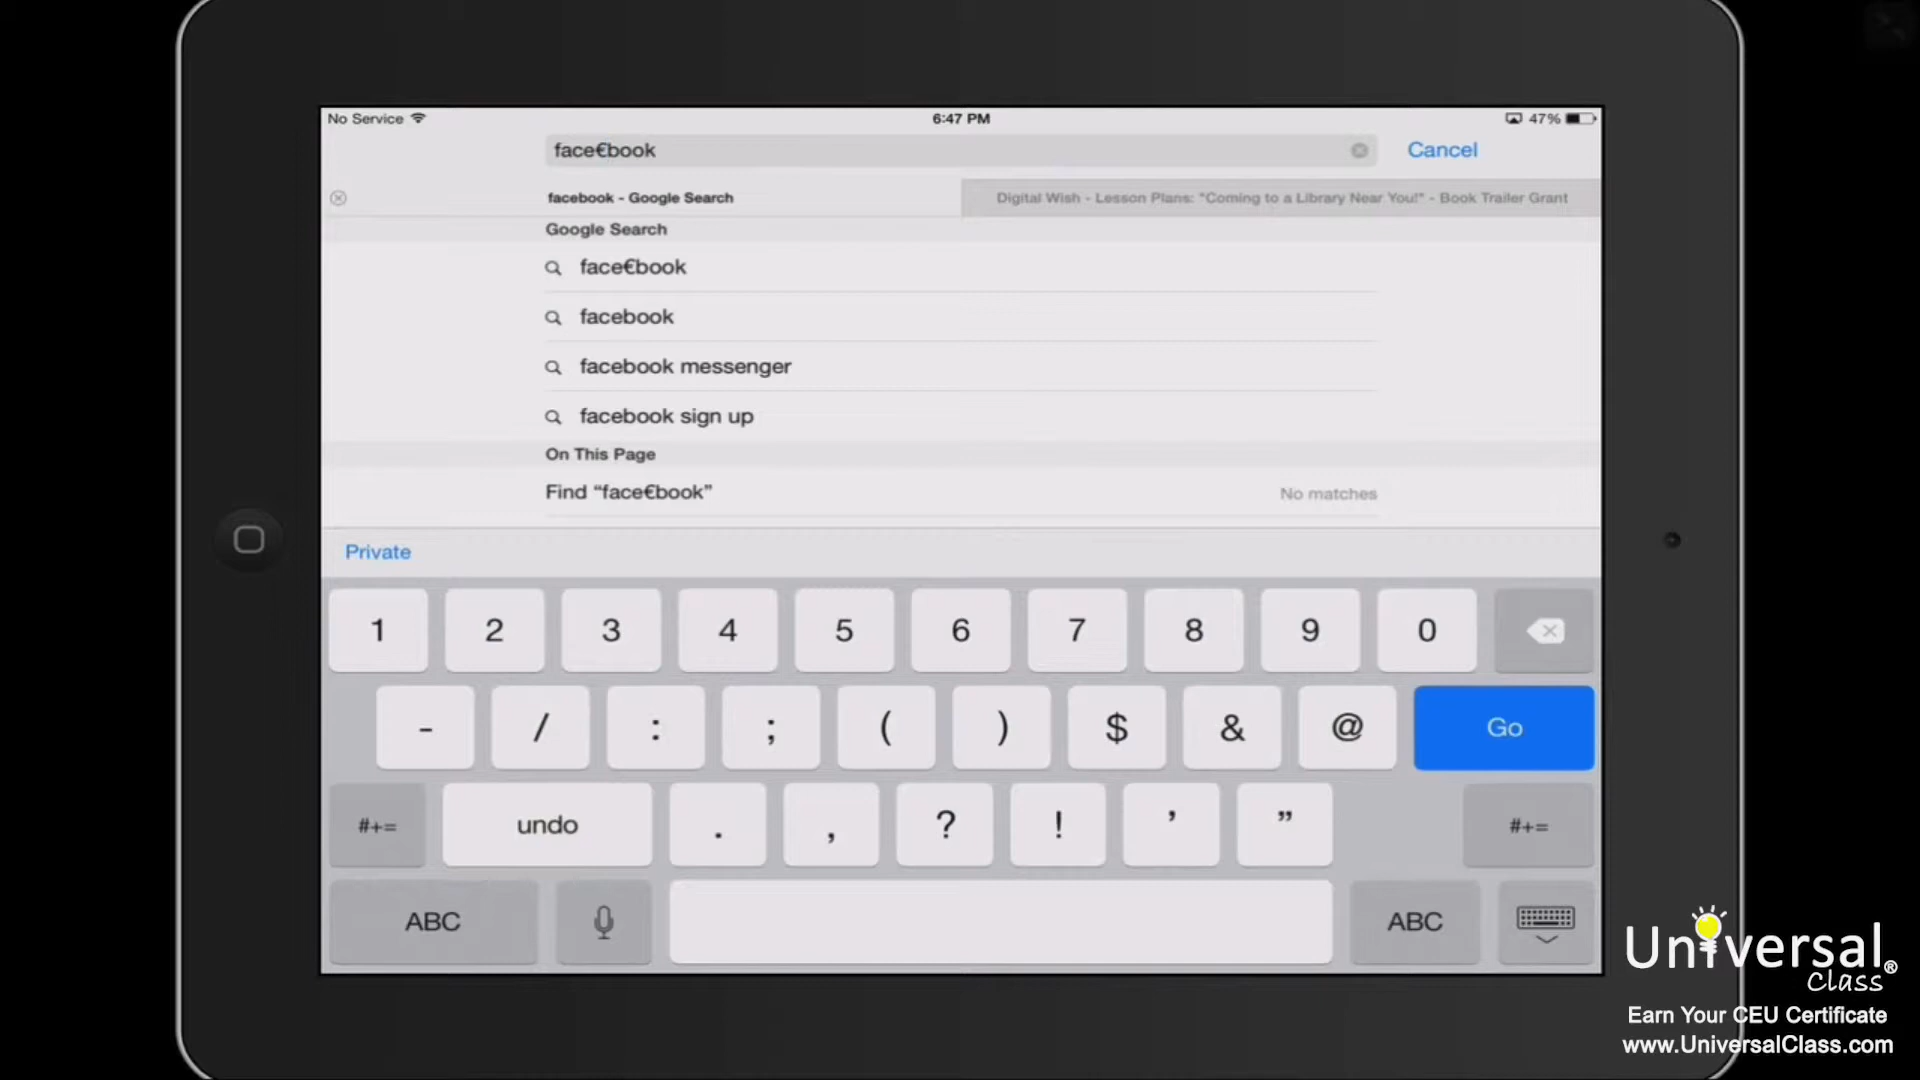 No Service
6:47 PM
47%
face€book
Cancel
facebook - Google Search
Digital Wish - Lesson Plans: "Coming to a Library Near You!" - Book Trailer Grant
Google Search
face€book
facebook
facebook messenger
facebook sign up
On This Page
Find “face€book”
No matches
Private
1 2 3 4 5 6 7 8 9 0
- / : ; ( ) $ & @ Go
#+= undo . , ? ! ’ ” #+=
ABC ABC
Universal®
Class
Earn Your CEU Certificate
www.UniversalClass.com